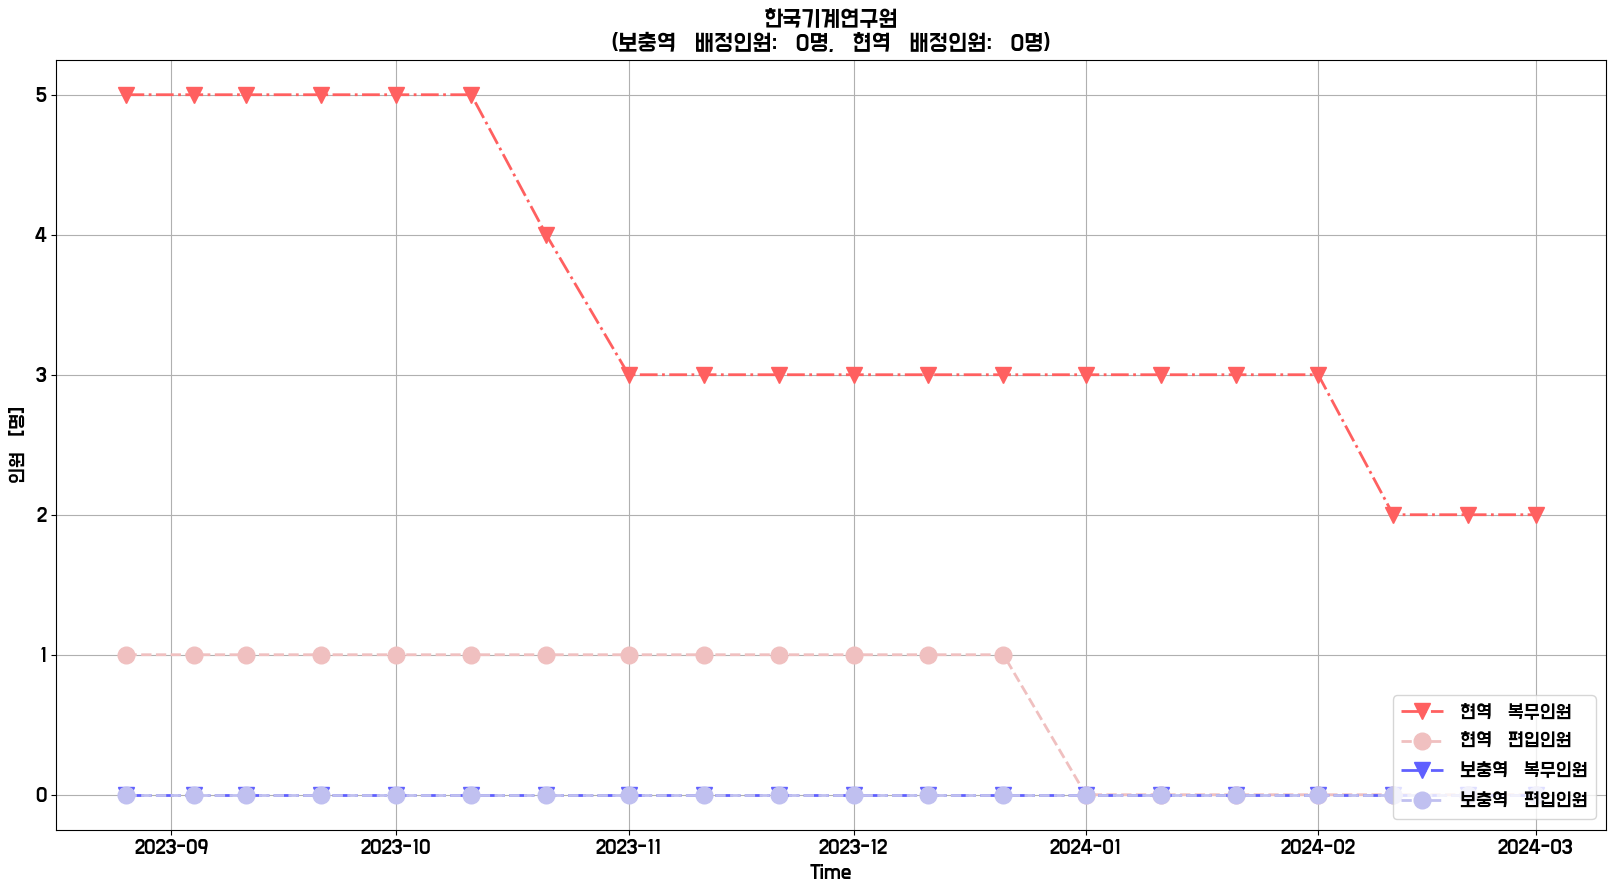 한국기계연구원
(보충역 배정인원: 0명, 현역 배정인원: 0명)
5
4
3
2
1
0
인원 [명]
2023-09
2023-10
2023-11
2023-12
2024-01
2024-02
2024-03
Time
현역 복무인원
현역 편입인원
보충역 복무인원
보충역 편입인원